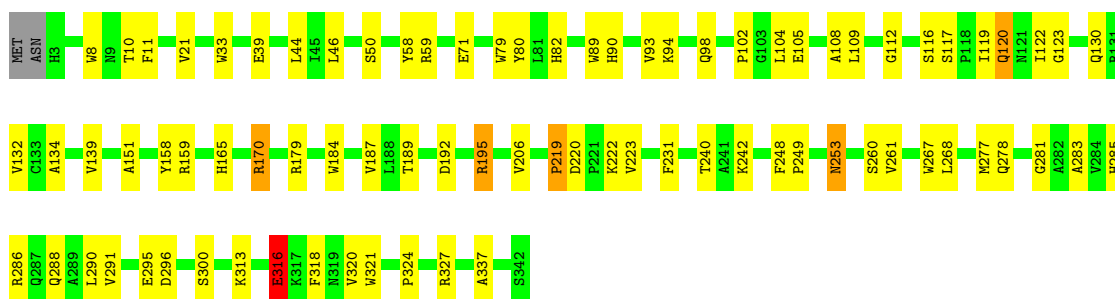 MET ASN H3 W8 N9 T10 F11 V21 W33 E39 L44 I45 L46 S50 Y58 R59 E71 W79 Y80 L81 H82 W89 H90 V93 K94 Q98 P102 G103 L104 E105 A108 L109 G112 S116 S117 P118 I119 Q120 N121 I122 G123 Q130 R131
V132 C133 A134 V139 A151 Y158 R159 H165 R170 R179 W184 V187 L188 T189 D192 R195 V206 P219 D220 P221 K222 V223 F231 T240 A241 K242 F248 P249 N253 S260 V261 W267 L268 M277 Q278 G281 A282 A283 V284 H285
R286 Q287 Q288 A289 L290 V291 E295 D296 S300 K313 E316 K317 F318 N319 V320 W321 P324 R327 A337 S342